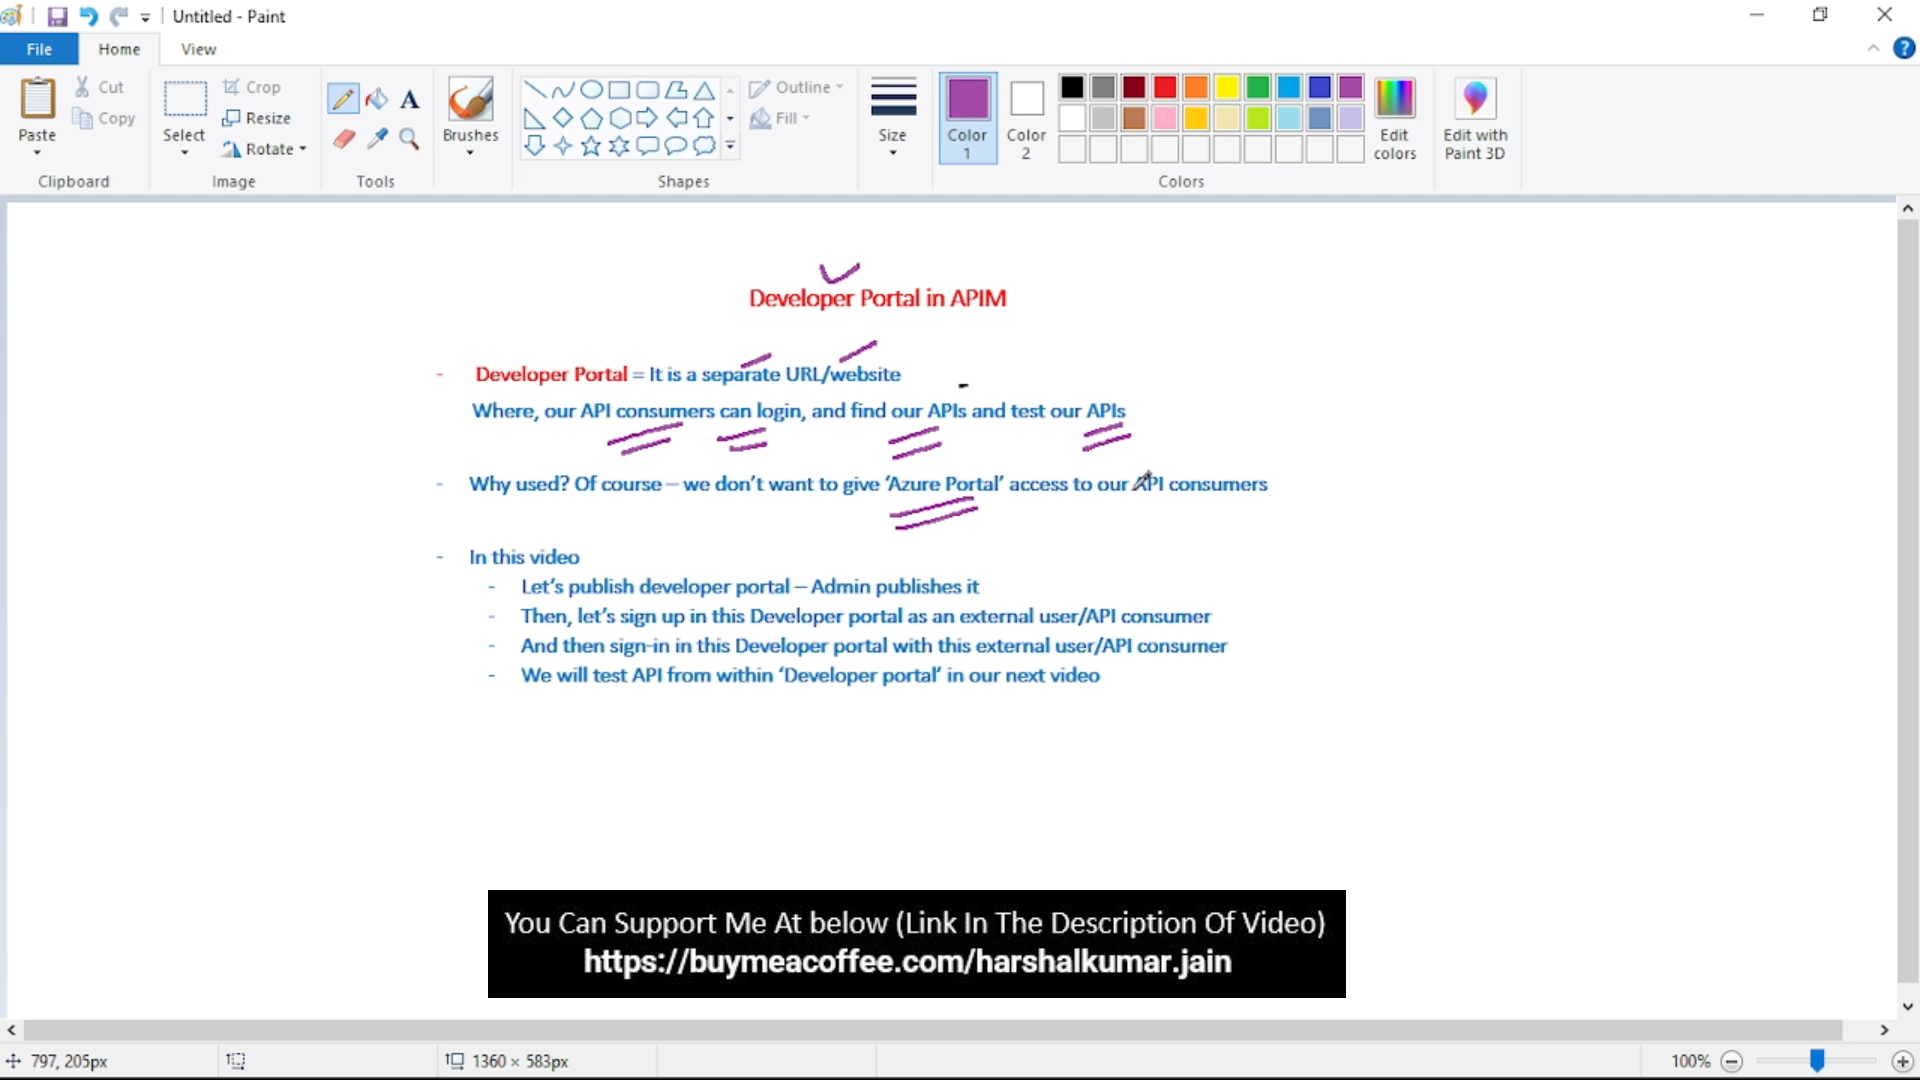 Untitled - Paint
File Home View
Paste
Cut
Copy
Clipboard
Select
Crop
Resize
Rotate
Image
A
Tools
Brushes
Outline
Fill
Shapes
Size
Color 1
Color 2
Edit colors
Edit with Paint 3D
Colors
Developer Portal in APIM
- Developer Portal = It is a separate URL/website
Where, our API consumers can login, and find our APIs and test our APIs
- Why used? Of course – we don't want to give 'Azure Portal' access to our API consumers
- In this video
- Let's publish developer portal – Admin publishes it
- Then, let's sign up in this Developer portal as an external user/API consumer
- And then sign-in in this Developer portal with this external user/API consumer
- We will test API from within 'Developer portal' in our next video
You Can Support Me At below (Link In The Description Of Video)
https://buymeacoffee.com/harshalkumar.jain
797, 205px
1360 × 583px
100%